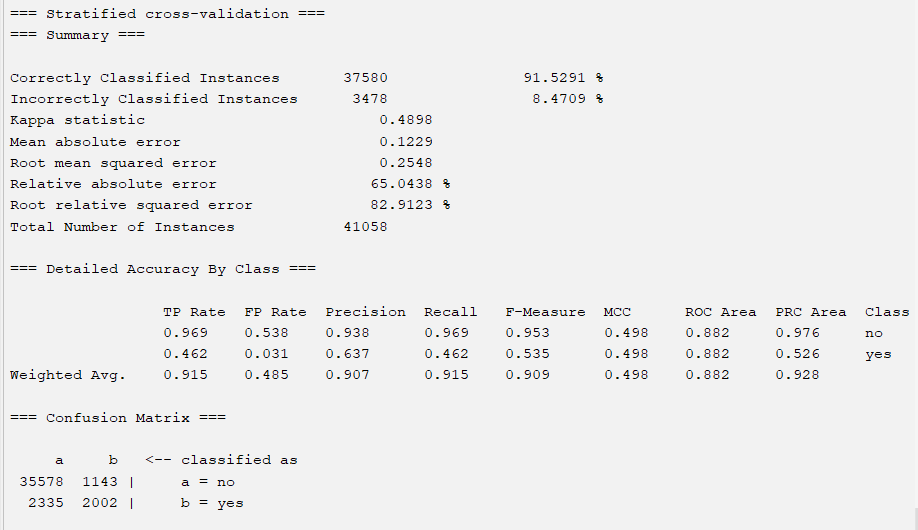 === Stratified cross-validation ===
=== Summary ===
Correctly Classified Instances 37580 91.5291 %
Incorrectly Classified Instances 3478 8.4709 %
Kappa statistic 0.4898
Mean absolute error 0.1229
Root mean squared error 0.2548
Relative absolute error 65.0438 %
Root relative squared error 82.9123 %
Total Number of Instances 41058
=== Detailed Accuracy By Class ===
TP Rate FP Rate Precision Recall F-Measure MCC ROC Area PRC Area Class
0.969 0.538 0.938 0.969 0.953 0.498 0.882 0.976 no
0.462 0.031 0.637 0.462 0.535 0.498 0.882 0.526 yes
Weighted Avg. 0.915 0.485 0.907 0.915 0.909 0.498 0.882 0.928
=== Confusion Matrix ===
a b <-- classified as
35578 1143 | a = no
2335 2002 | b = yes